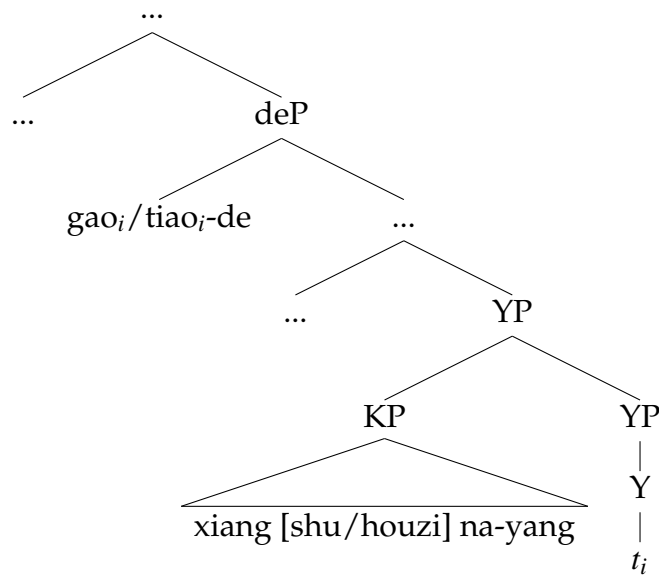 ...
... deP
gaoᵢ/tiaoᵢ-de ...
... YP
KP YP
Y
xiang [shu/houzi] na-yang
tᵢ